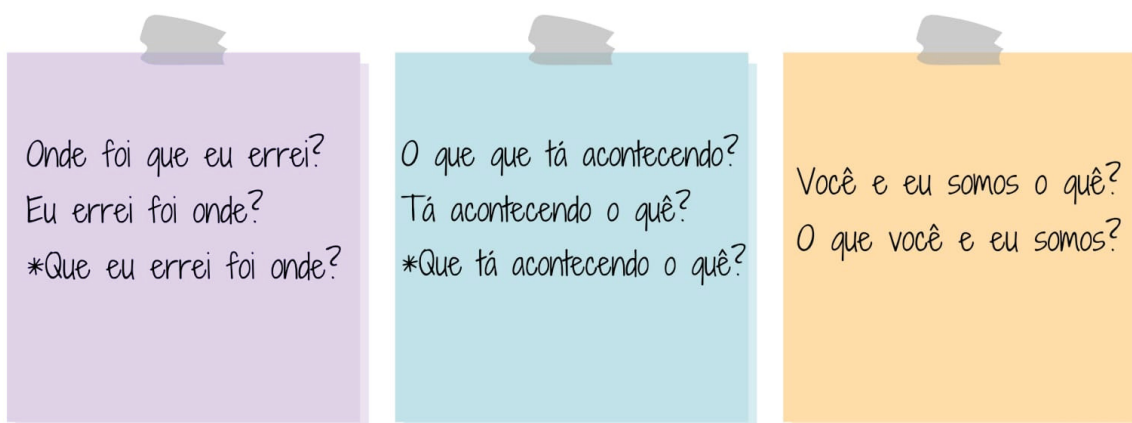 Onde foi que eu errei?
Eu errei foi onde?
*Que eu errei foi onde?
O que que tá acontecendo?
Tá acontecendo o quê?
*Que tá acontecendo o quê?
Você e eu somos o quê?
O que você e eu somos?